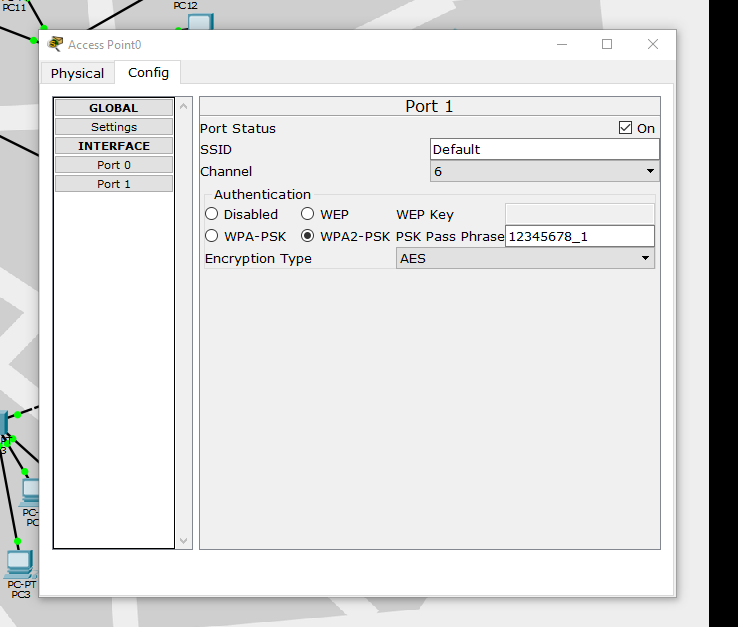 PC11
PC12
Access Point0
Physical
Config
GLOBAL
Settings
INTERFACE
Port 0
Port 1
Port 1
Port Status
On
SSID
Default
Channel
6
Authentication
Disabled
WEP
WEP Key
WPA-PSK
WPA2-PSK
PSK Pass Phrase
12345678_1
Encryption Type
AES
PT
3
PC-
PC
PC-PT
PC3